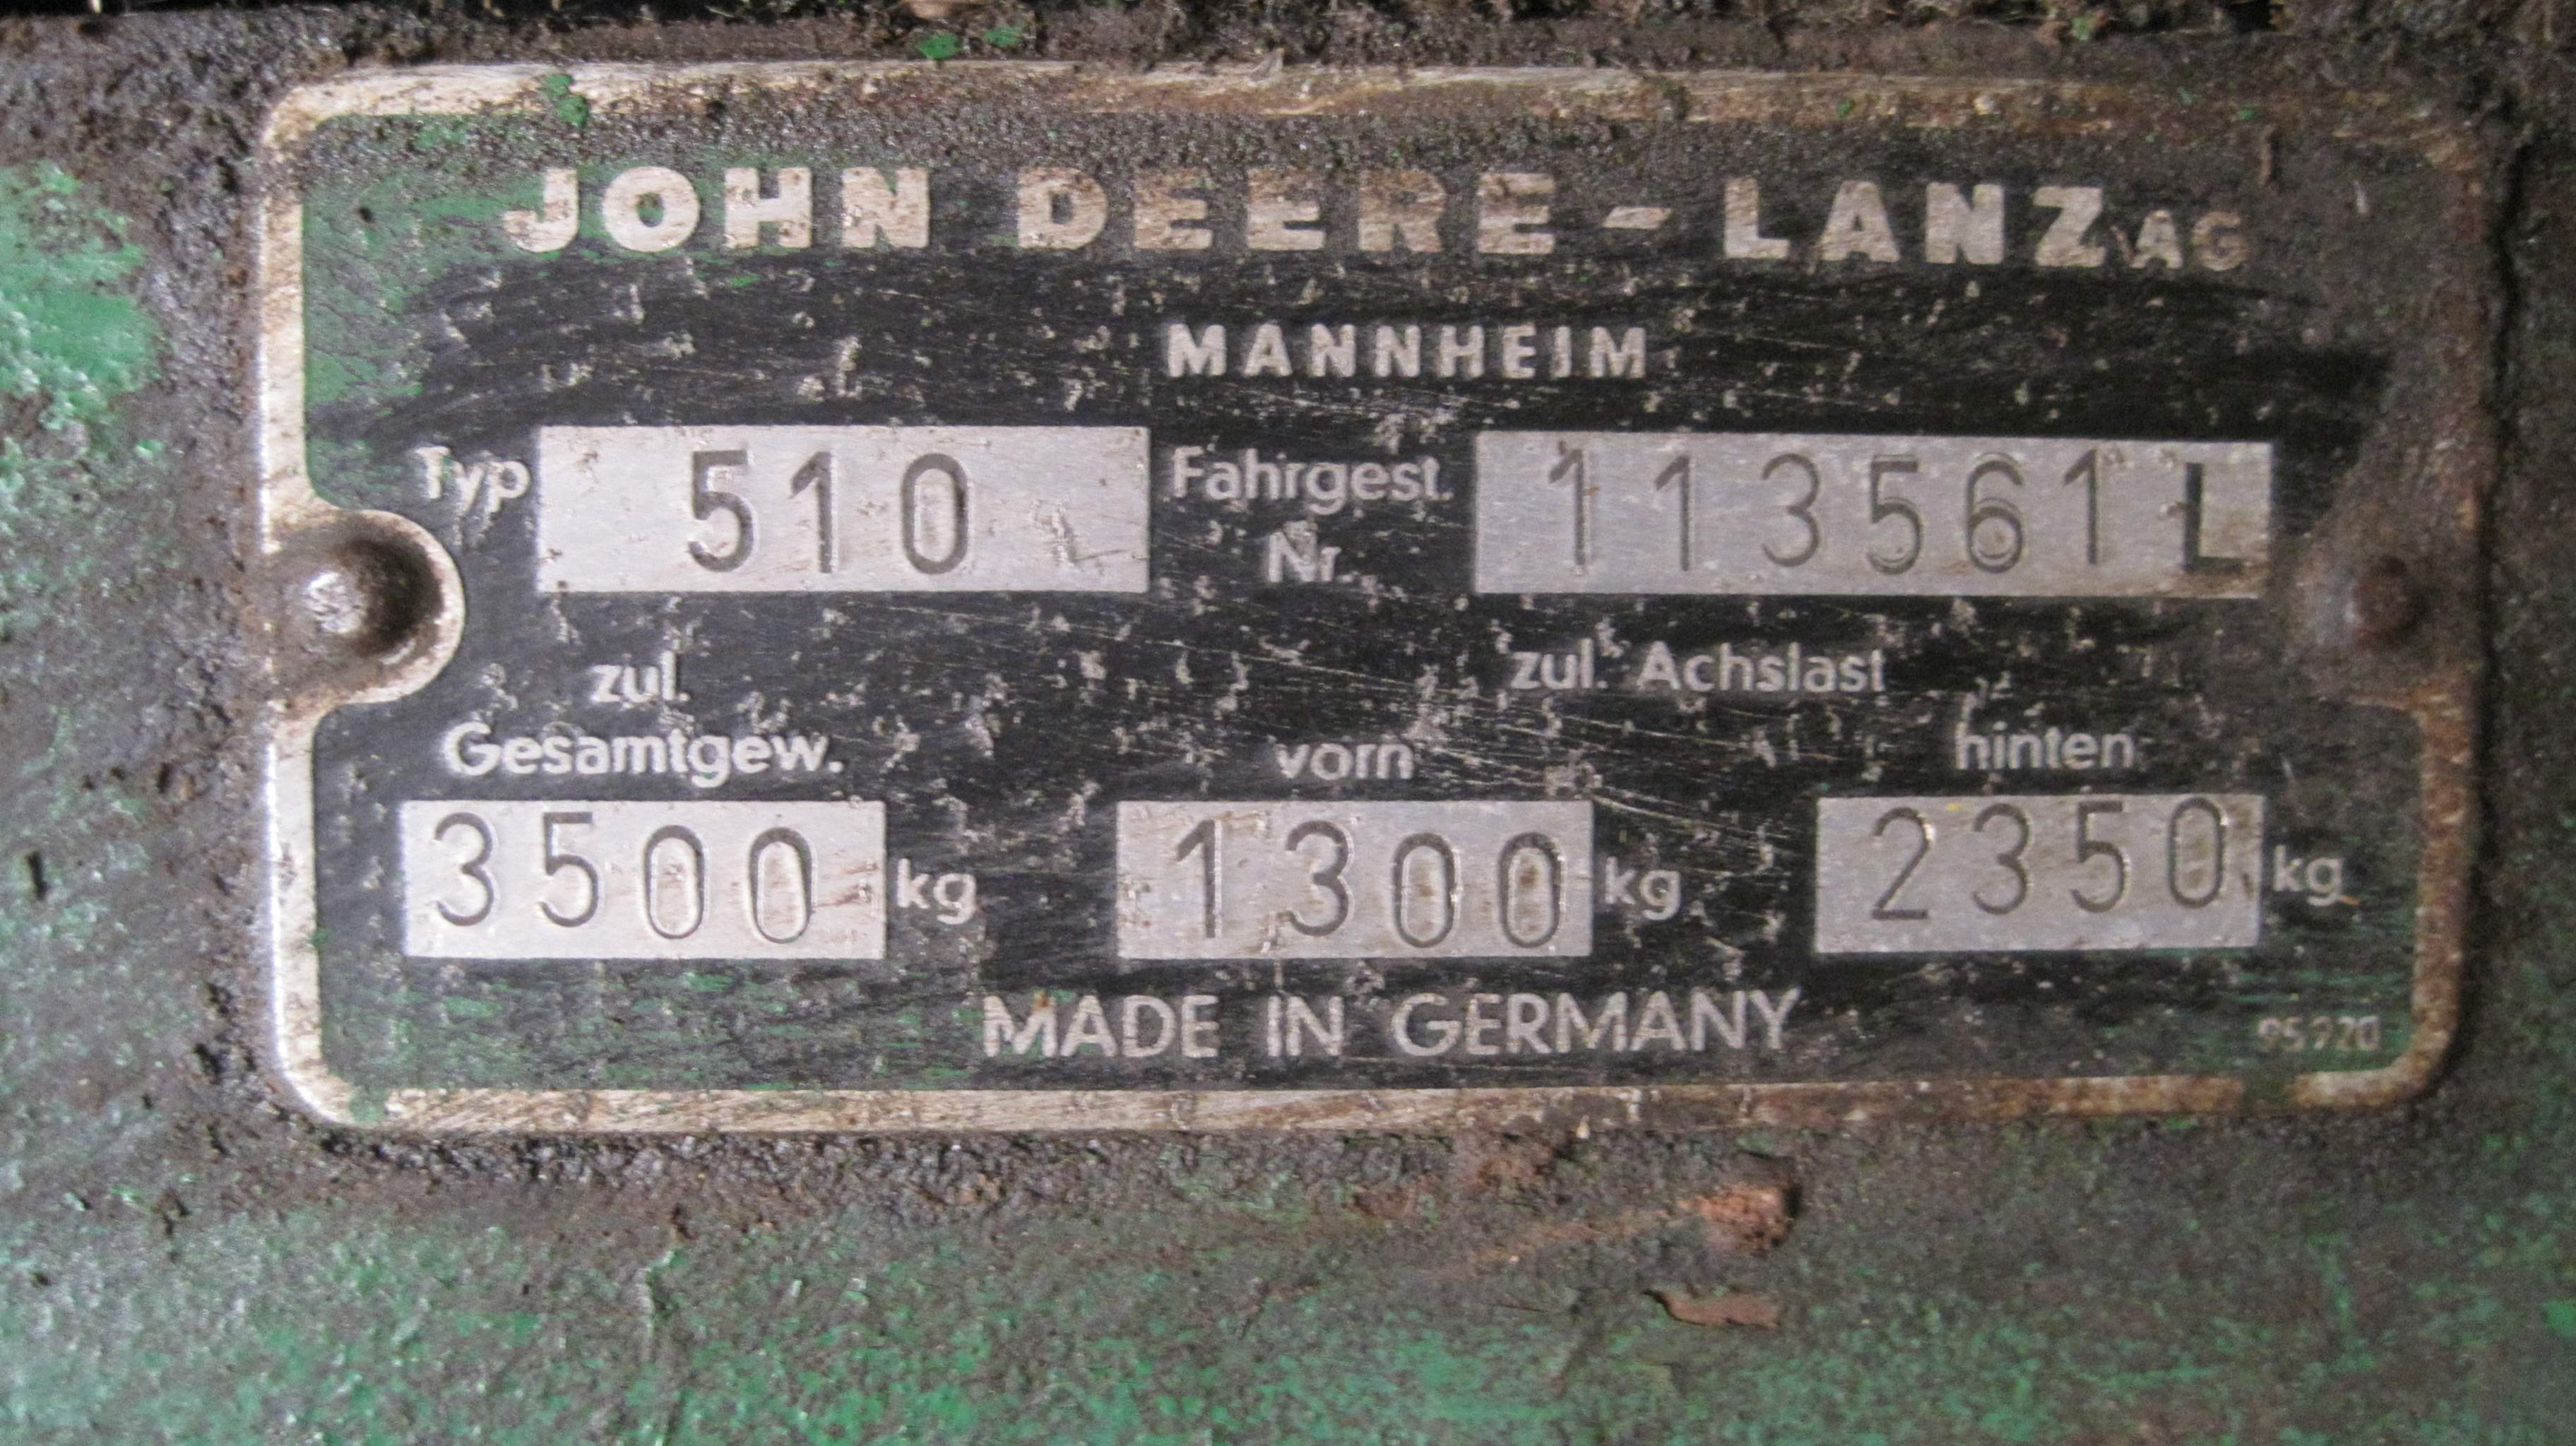 JOHN DEERE-LANZ AG
MANNHEIM
Typ 510 Fahrgest. Nr. 113561 L
zul. Gesamtgew. 3500 kg
zul. Achslast
vorn 1300 kg
hinten 2350 kg
MADE IN GERMANY